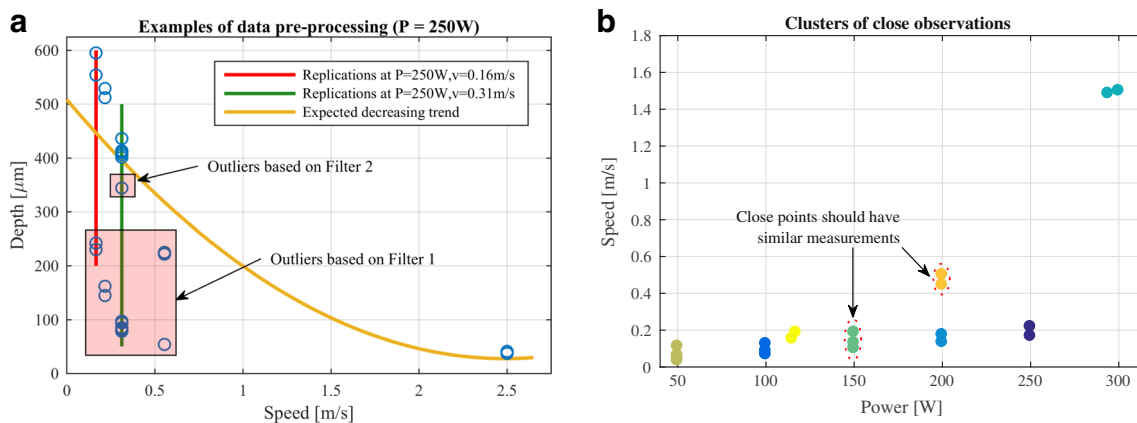 a
Examples of data pre-processing (P = 250W)
600
500
400
300
200
100
0
Depth [μm]
Replications at P=250W,v=0.16m/s
Replications at P=250W,v=0.31m/s
Expected decreasing trend
Outliers based on Filter 2
Outliers based on Filter 1
0 0.5 1.0 1.5 2.0 2.5
Speed [m/s]
b
Clusters of close observations
1.8
1.6
1.4
1.2
1
0.8
0.6
0.4
0.2
0
Speed [m/s]
Close points should have
similar measurements
50 100 150 200 250 300
Power [W]